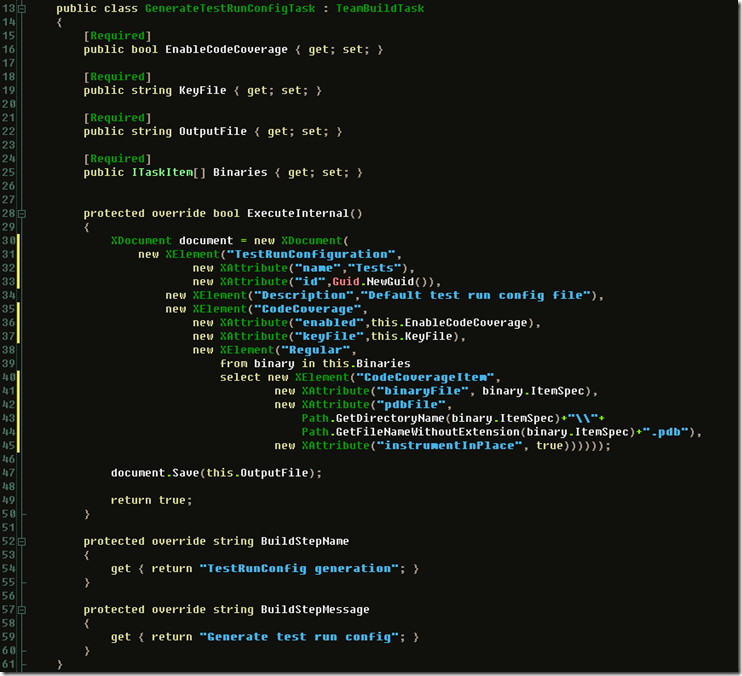 13 public class GenerateTestRunConfigTask : TeamBuildTask
14 {
15 [Required]
16 public bool EnableCodeCoverage { get; set; }
17
18 [Required]
19 public string KeyFile { get; set; }
20
21 [Required]
22 public string OutputFile { get; set; }
23
24 [Required]
25 public ITaskItem[] Binaries { get; set; }
26
27
28 protected override bool ExecuteInternal()
29 {
30 XDocument document = new XDocument(
31 new XElement("TestRunConfiguration",
32 new XAttribute("name","Tests"),
33 new XAttribute("id",Guid.NewGuid()),
34 new XElement("Description","Default test run config file"),
35 new XElement("CodeCoverage",
36 new XAttribute("enabled",this.EnableCodeCoverage),
37 new XAttribute("keyFile",this.KeyFile),
38 new XElement("Regular",
39 from binary in this.Binaries
40 select new XElement("CodeCoverageItem",
41 new XAttribute("binaryFile", binary.ItemSpec),
42 new XAttribute("pdbFile",
43 Path.GetDirectoryName(binary.ItemSpec)+"\\"+
44 Path.GetFileNameWithoutExtension(binary.ItemSpec)+".pdb"),
45 new XAttribute("instrumentInPlace", true))))));
46
47 document.Save(this.OutputFile);
48
49 return true;
50 }
51
52 protected override string BuildStepName
53 {
54 get { return "TestRunConfig generation"; }
55 }
56
57 protected override string BuildStepMessage
58 {
59 get { return "Generate test run config"; }
60 }
61 }